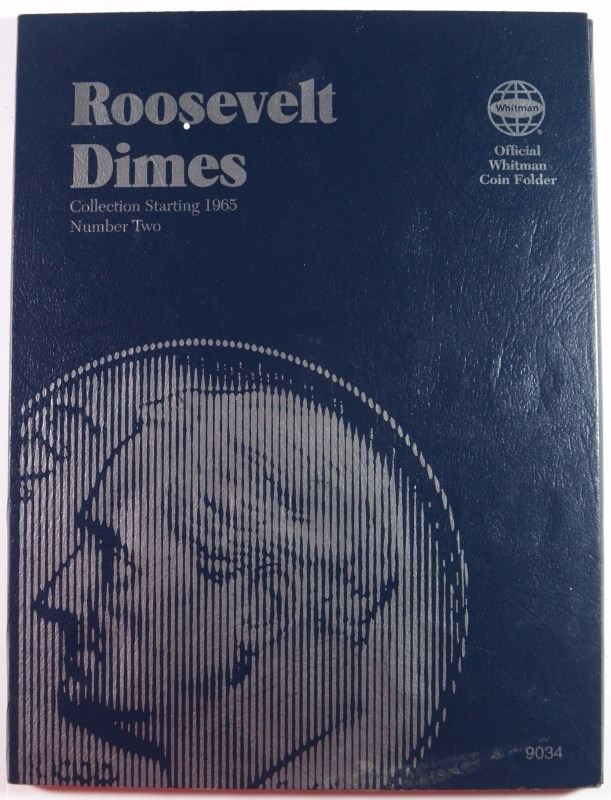 Roosevelt
Dimes
Collection Starting 1965
Number Two
Whitman
®
Official
Whitman
Coin Folder
9034